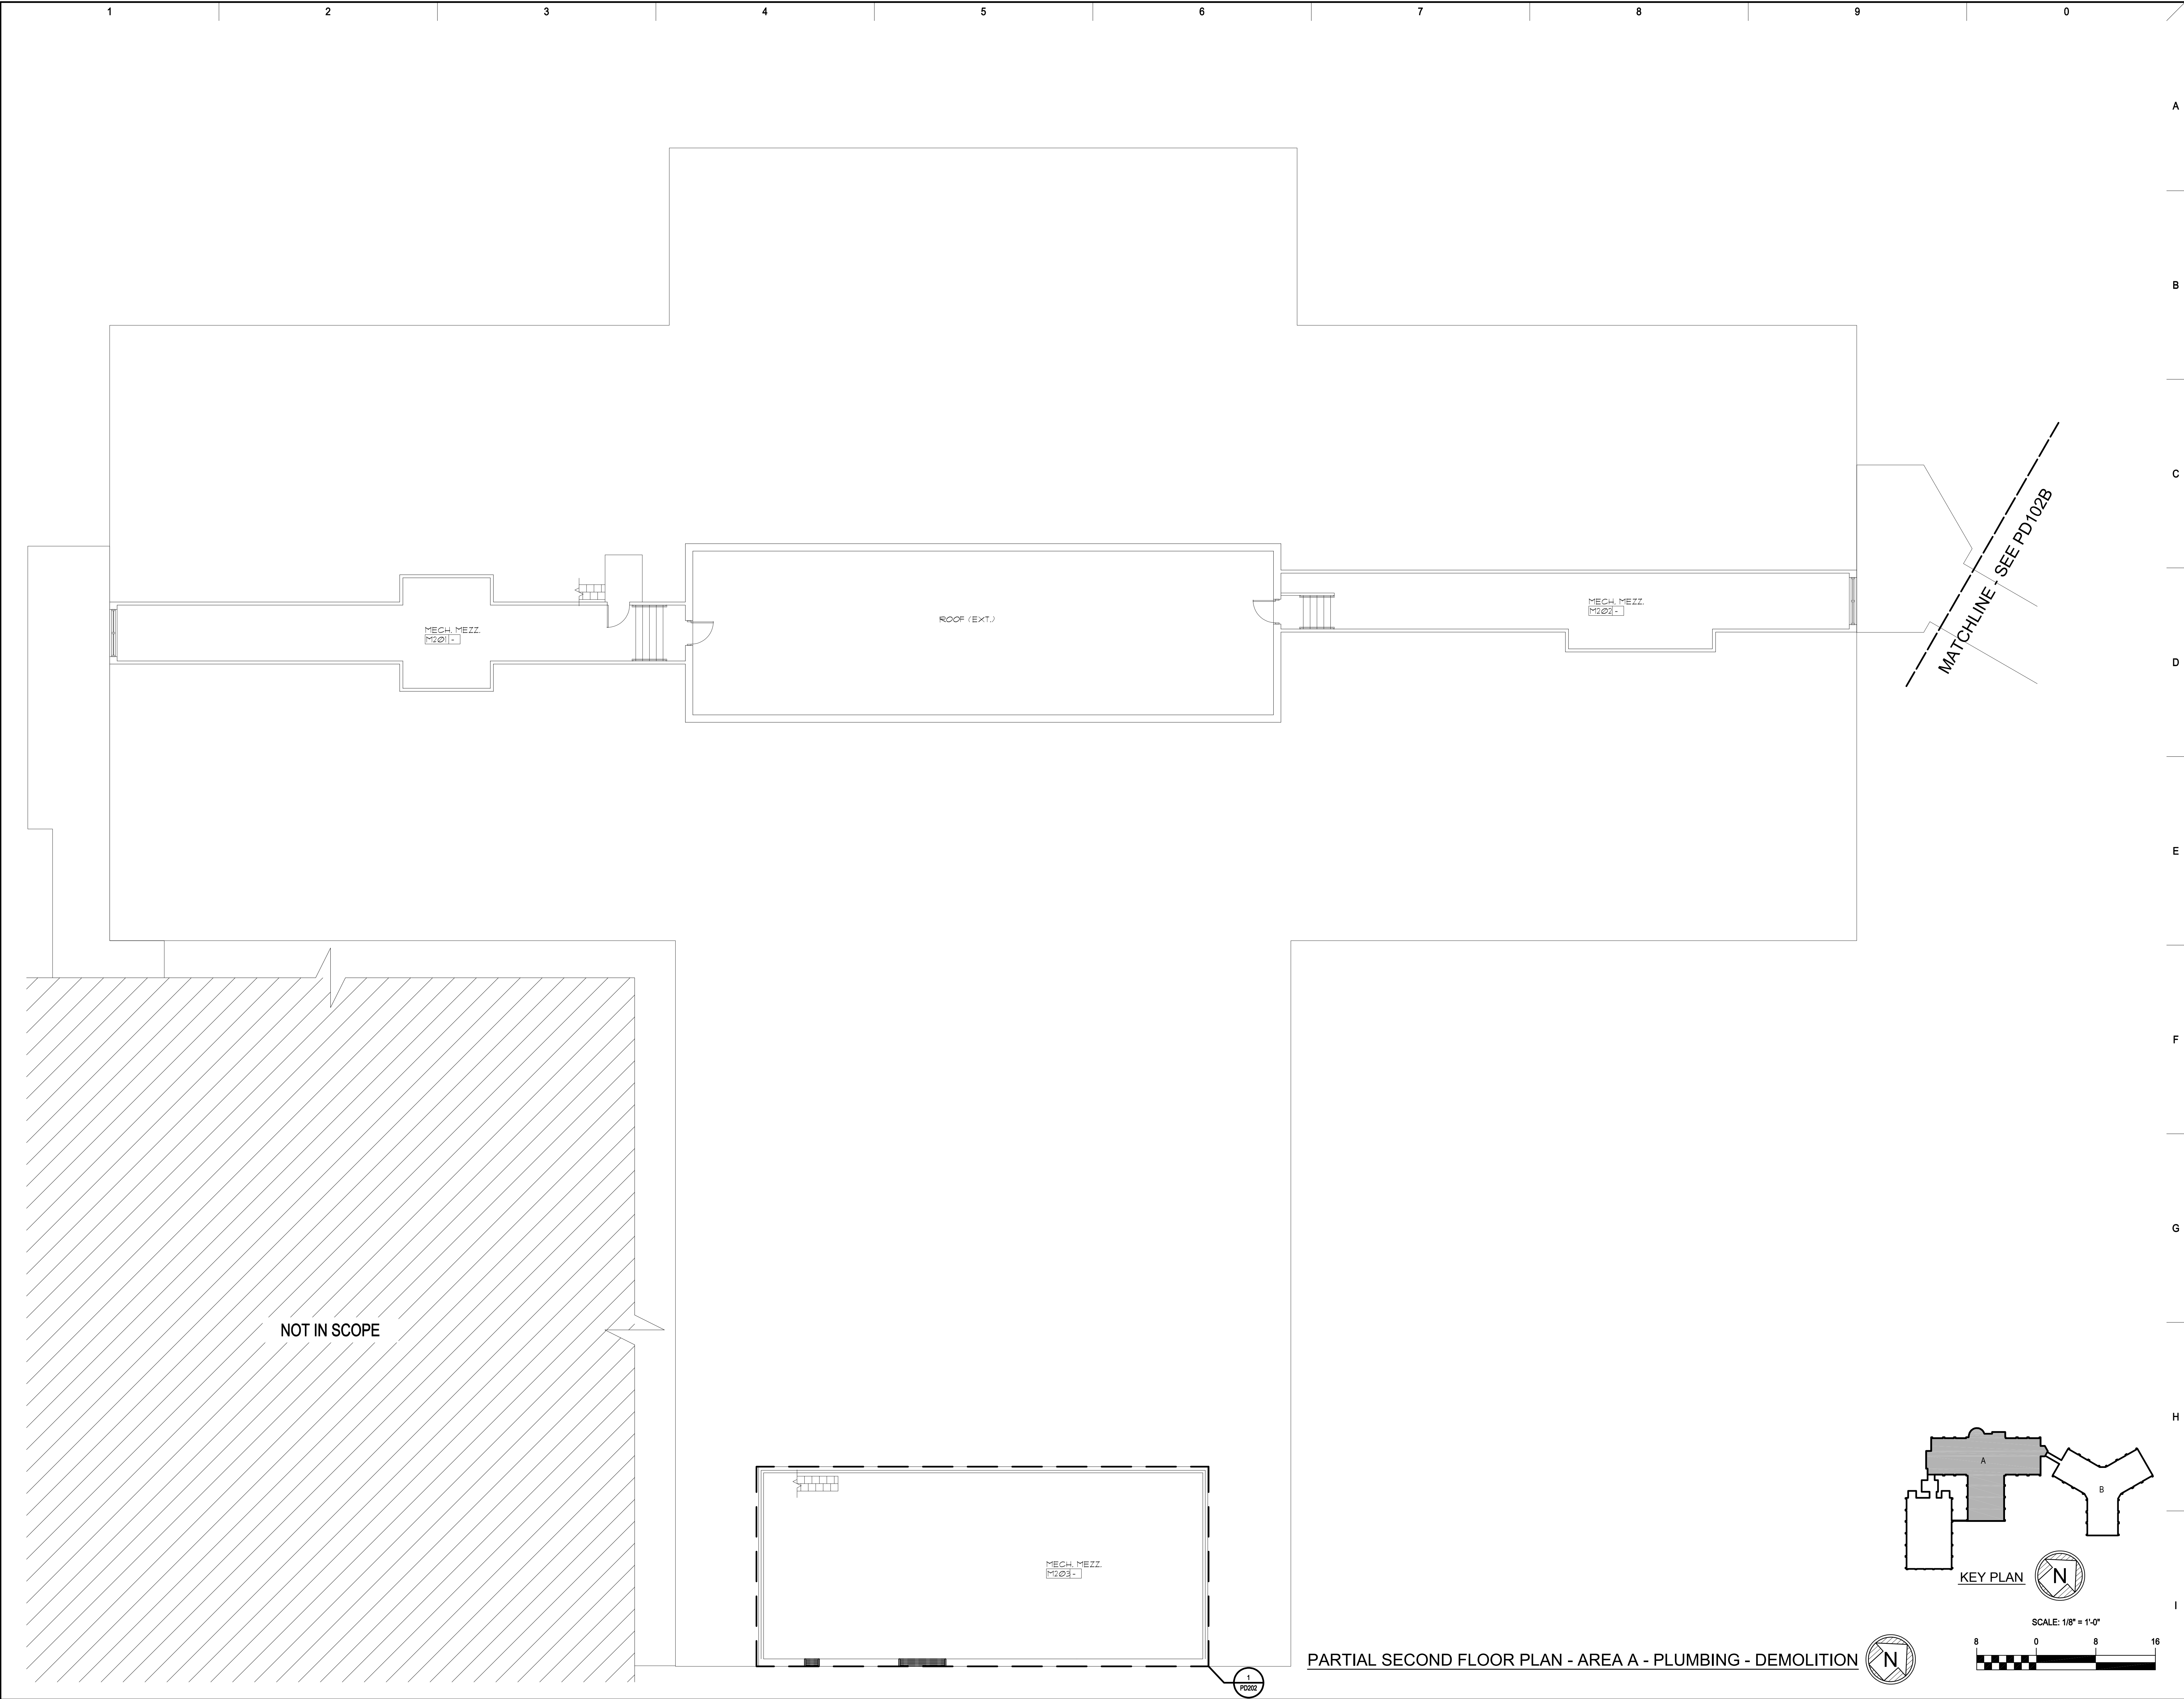 1 2 3 4 5 6 7 8 9 0
A
B
C
D
E
F
G
H
I
MATCHLINE - SEE PD102B
MECH. MEZZ.
M202 -
ROOF (EXT.)
MECH. MEZZ.
M201 -
NOT IN SCOPE
A
B
KEY PLAN
N
MECH. MEZZ.
M203 -
SCALE: 1/8" = 1'-0"
8 0 8 16
PARTIAL SECOND FLOOR PLAN - AREA A - PLUMBING - DEMOLITION
N
1
PD202